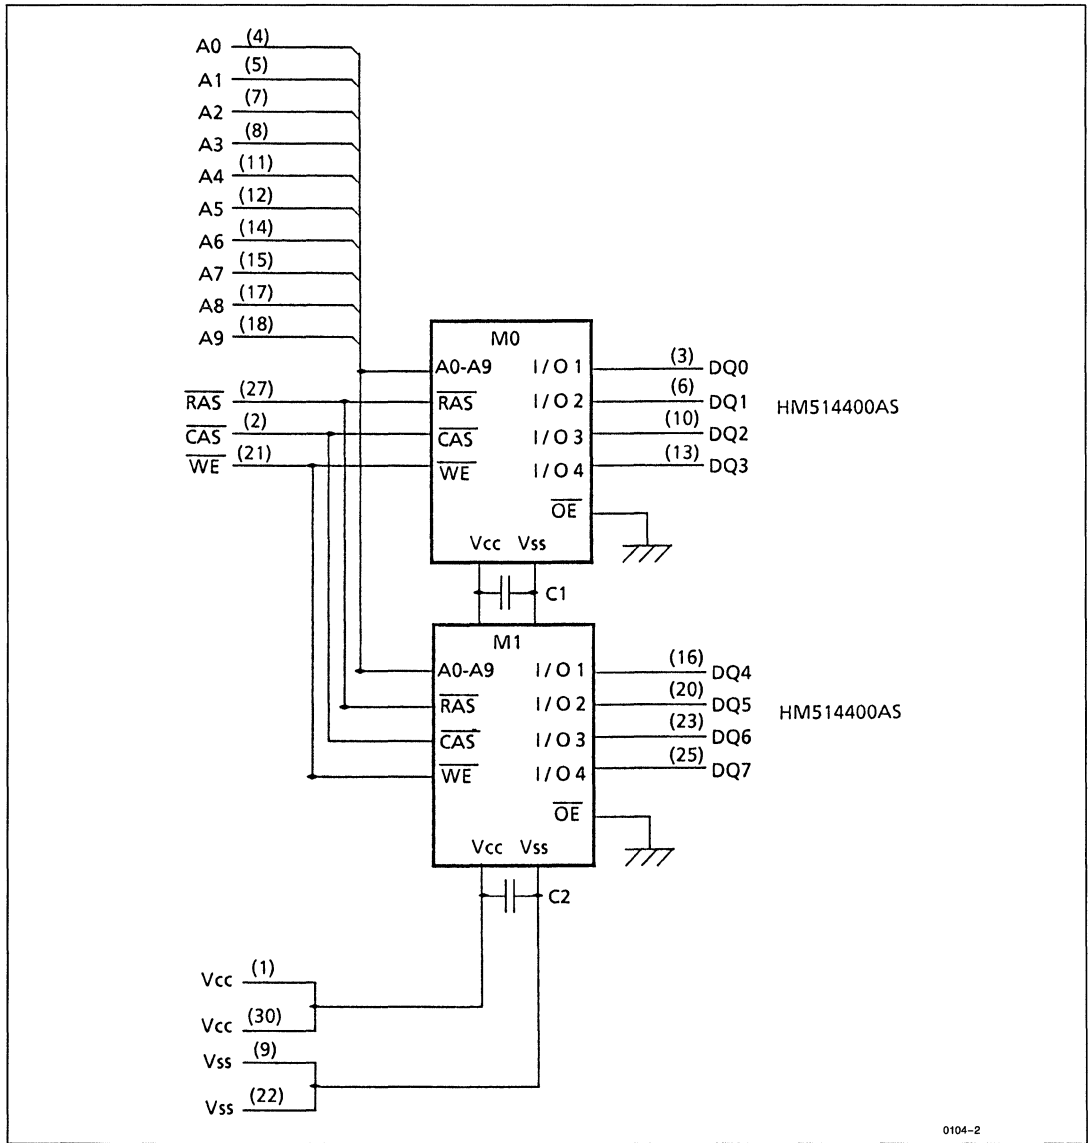 A0 (4)
A1 (5)
A2 (7)
A3 (8)
A4 (11)
A5 (12)
A6 (14)
A7 (15)
A8 (17)
A9 (18)
RAS (27)
CAS (2)
WE (21)
M0
A0-A9 I/O 1 (3) DQ0
RAS I/O 2 (6) DQ1
HM514400AS
CAS I/O 3 (10) DQ2
WE I/O 4 (13) DQ3
OE
Vcc Vss
C1
M1
A0-A9 I/O 1 (16) DQ4
RAS I/O 2 (20) DQ5
HM514400AS
CAS I/O 3 (23) DQ6
WE I/O 4 (25) DQ7
OE
Vcc Vss
C2
Vcc (1)
Vcc (30)
Vss (9)
Vss (22)
0104-2